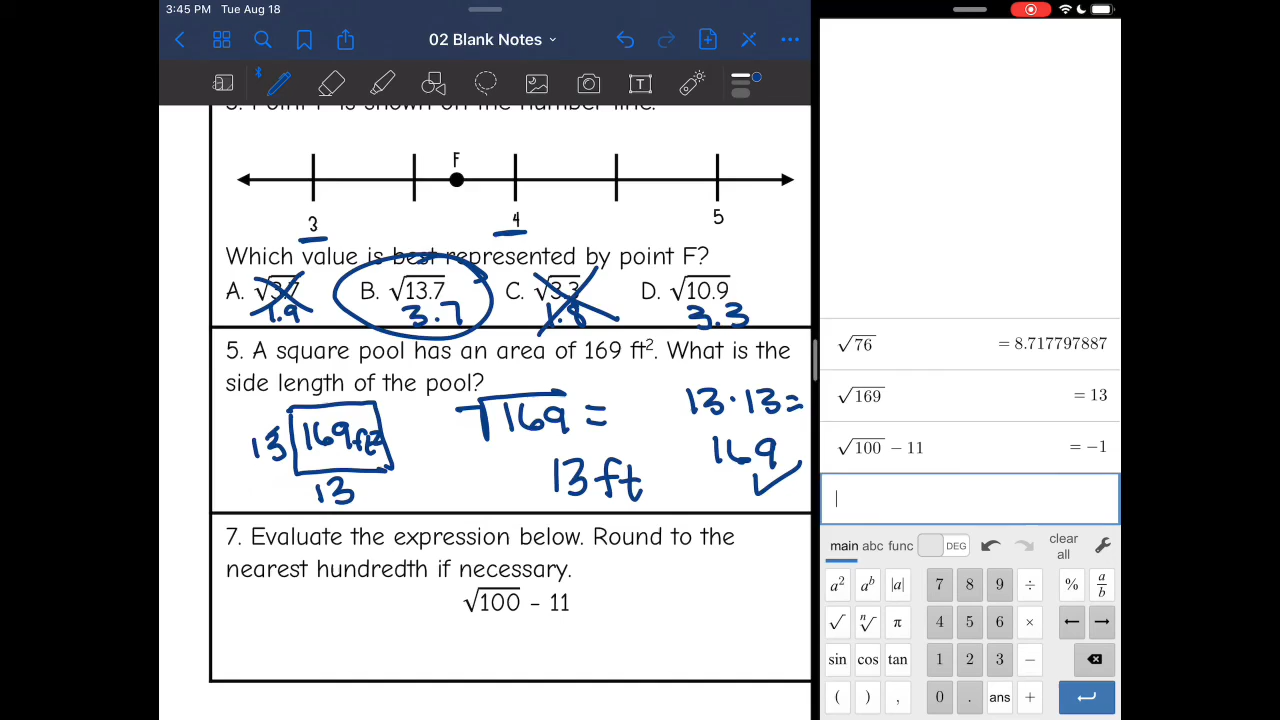 3:45 PM Tue Aug 18
02 Blank Notes
Point F is shown on the number line.
F
3 4 5
Which value is best represented by point F?
A. √3.7 B. √13.7 C. √3.3 D. √10.9
1.9 3.7 1.8 3.3
5. A square pool has an area of 169 ft². What is the
side length of the pool?
13 169 ft² √169 = 13·13=
13 13 ft 169 ✓
7. Evaluate the expression below. Round to the
nearest hundredth if necessary.
√100 - 11
√76 = 8.717797887
√169 = 13
√100 − 11 = −1
main abc func DEG clear all
a² aᵇ |a| 7 8 9 ÷ % a/b
√ ⁿ√ π 4 5 6 × ← →
sin cos tan 1 2 3 −
( ) , 0 . ans +